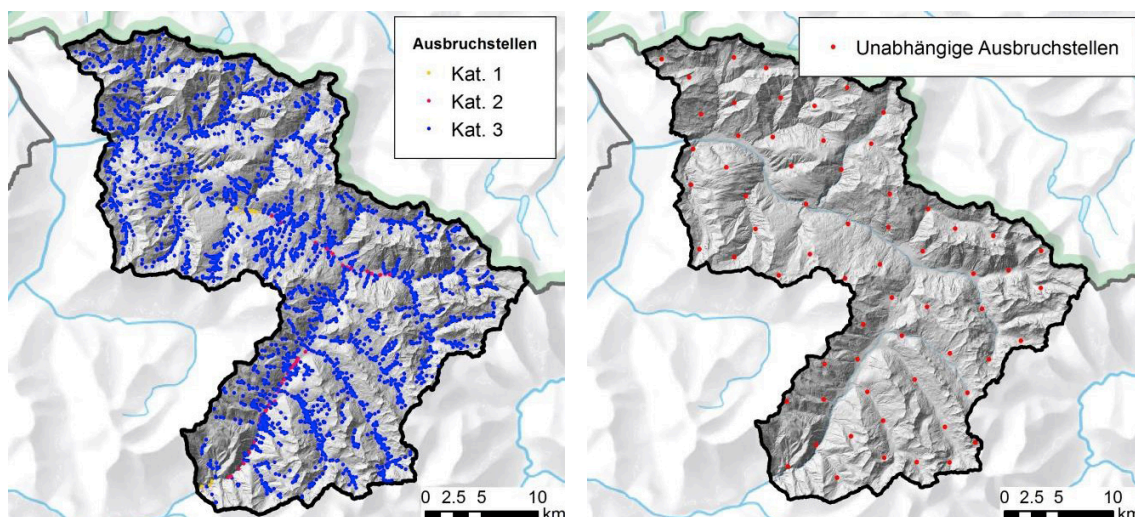 Ausbruchstellen
Kat. 1
Kat. 2
Kat. 3
0 2.5 5 10
km
Unabhängige Ausbruchstellen
0 2.5 5 10
km